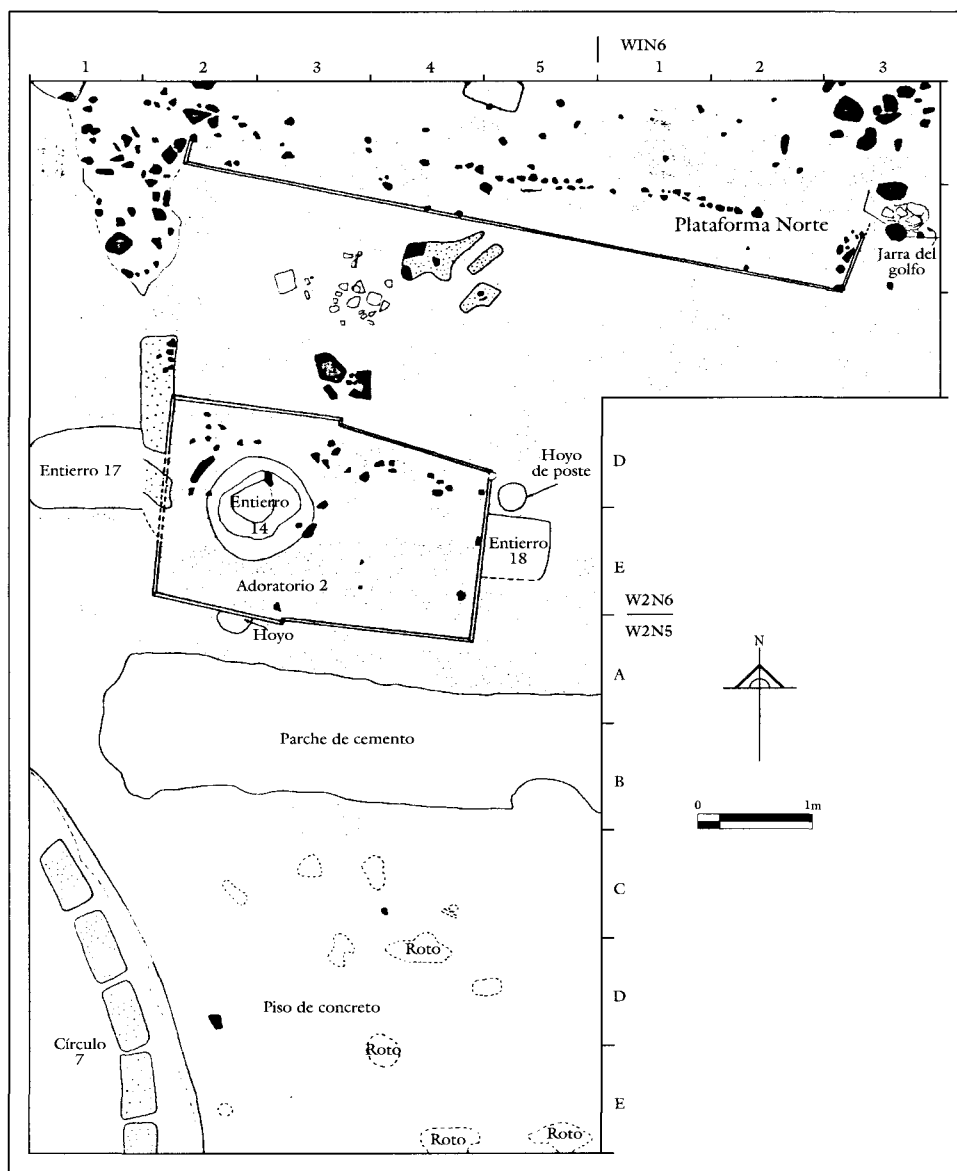 WIN6
1 2 3 4 5 1 2 3
Plataforma Norte
Jarra del
golfo
Entierro 17
Entierro
14
Adoratorio 2
Hoyo
Hoyo
de poste
Entierro
18
D
E
W2N6
W2N5
A
N
Parche de cemento
B
0 1m
C
Roto
D
Piso de concreto
Círculo
7
Roto
E
Roto
Roto